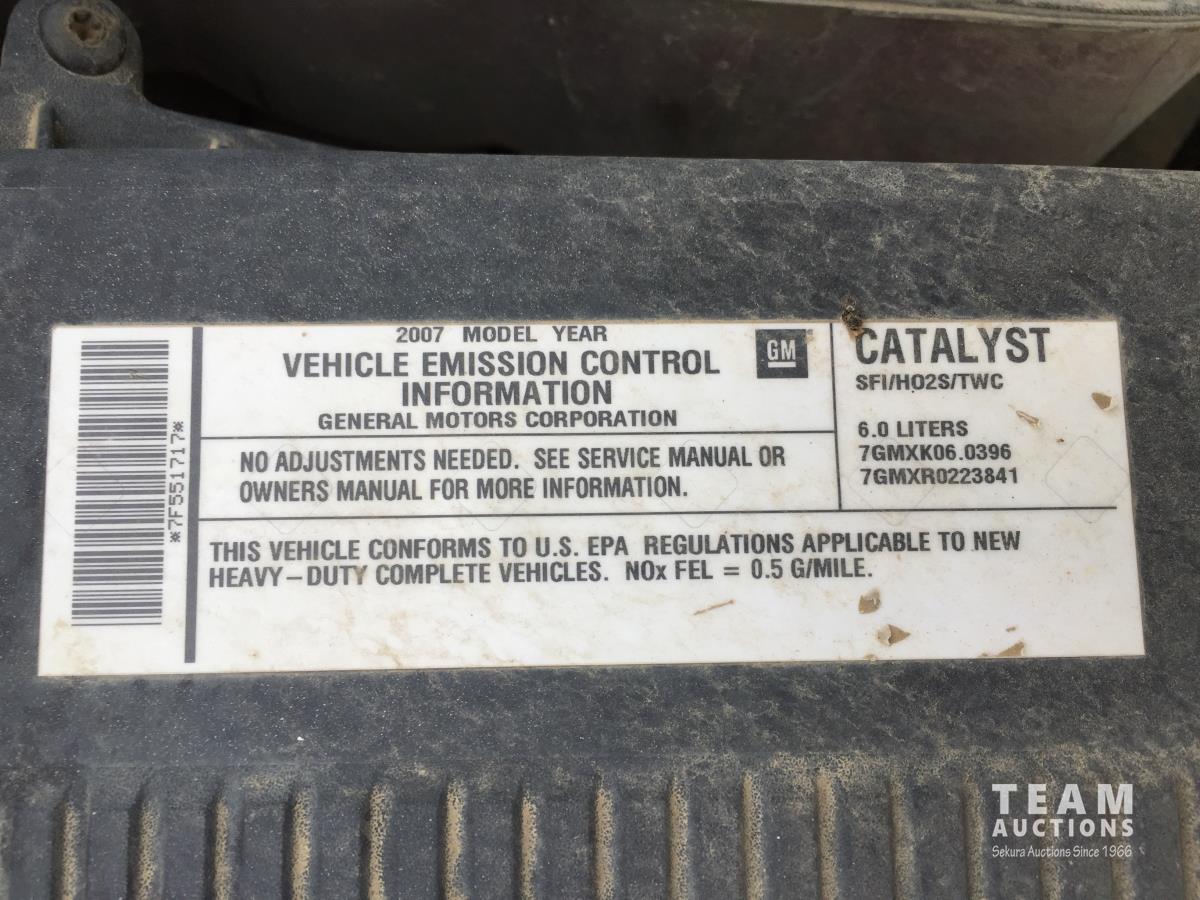 *7F551717*
2007 MODEL YEAR
VEHICLE EMISSION CONTROL
INFORMATION
GENERAL MOTORS CORPORATION
GM
NO ADJUSTMENTS NEEDED. SEE SERVICE MANUAL OR
OWNERS MANUAL FOR MORE INFORMATION.
CATALYST
SFI/HO2S/TWC
6.0 LITERS
7GMXK06.0396
7GMXR0223841
THIS VEHICLE CONFORMS TO U.S. EPA REGULATIONS APPLICABLE TO NEW
HEAVY-DUTY COMPLETE VEHICLES. NOx FEL = 0.5 G/MILE.
TEAM
AUCTIONS
Sekura Auctions Since 1966